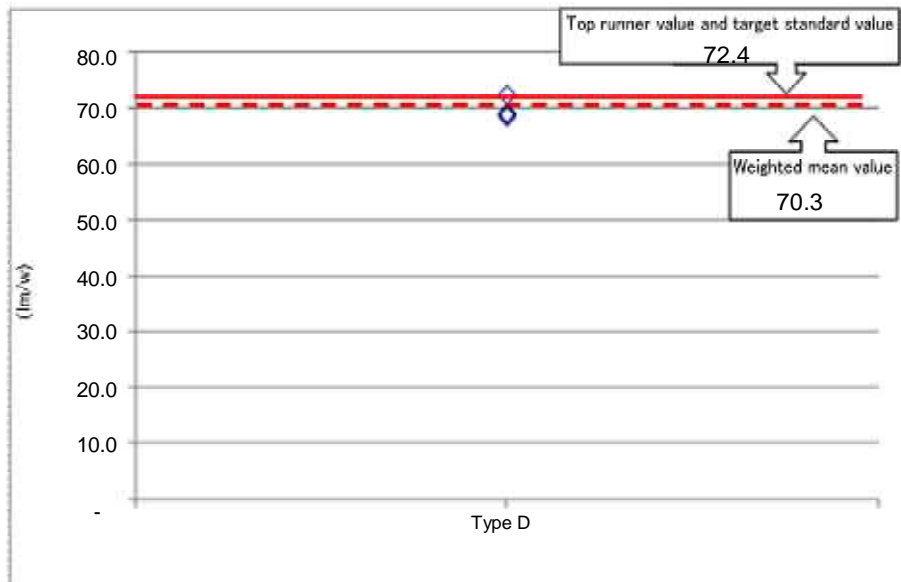 Top runner value and target standard value
72.4
80.0
70.0
60.0
Weighted mean value
70.3
50.0
40.0
(lm/w)
30.0
20.0
10.0
-
Type D